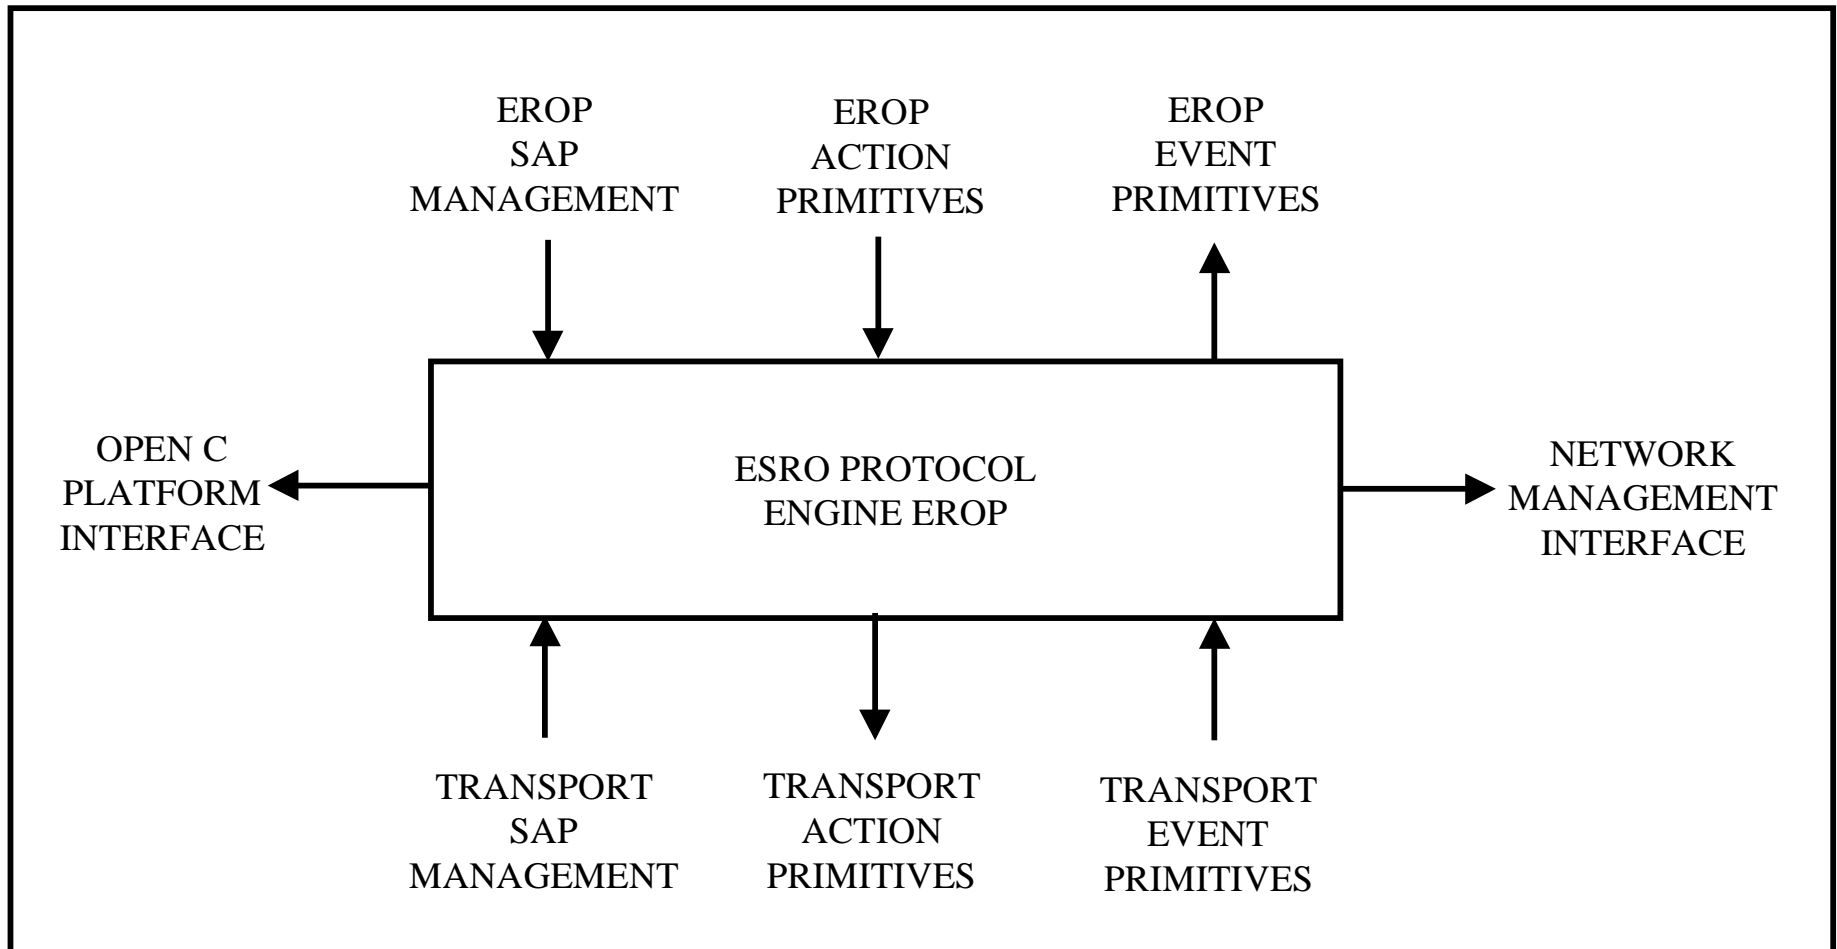 EROP
SAP
MANAGEMENT
EROP
ACTION
PRIMITIVES
EROP
EVENT
PRIMITIVES
OPEN C
PLATFORM
INTERFACE
ESRO PROTOCOL
ENGINE EROP
NETWORK
MANAGEMENT
INTERFACE
TRANSPORT
SAP
MANAGEMENT
TRANSPORT
ACTION
PRIMITIVES
TRANSPORT
EVENT
PRIMITIVES